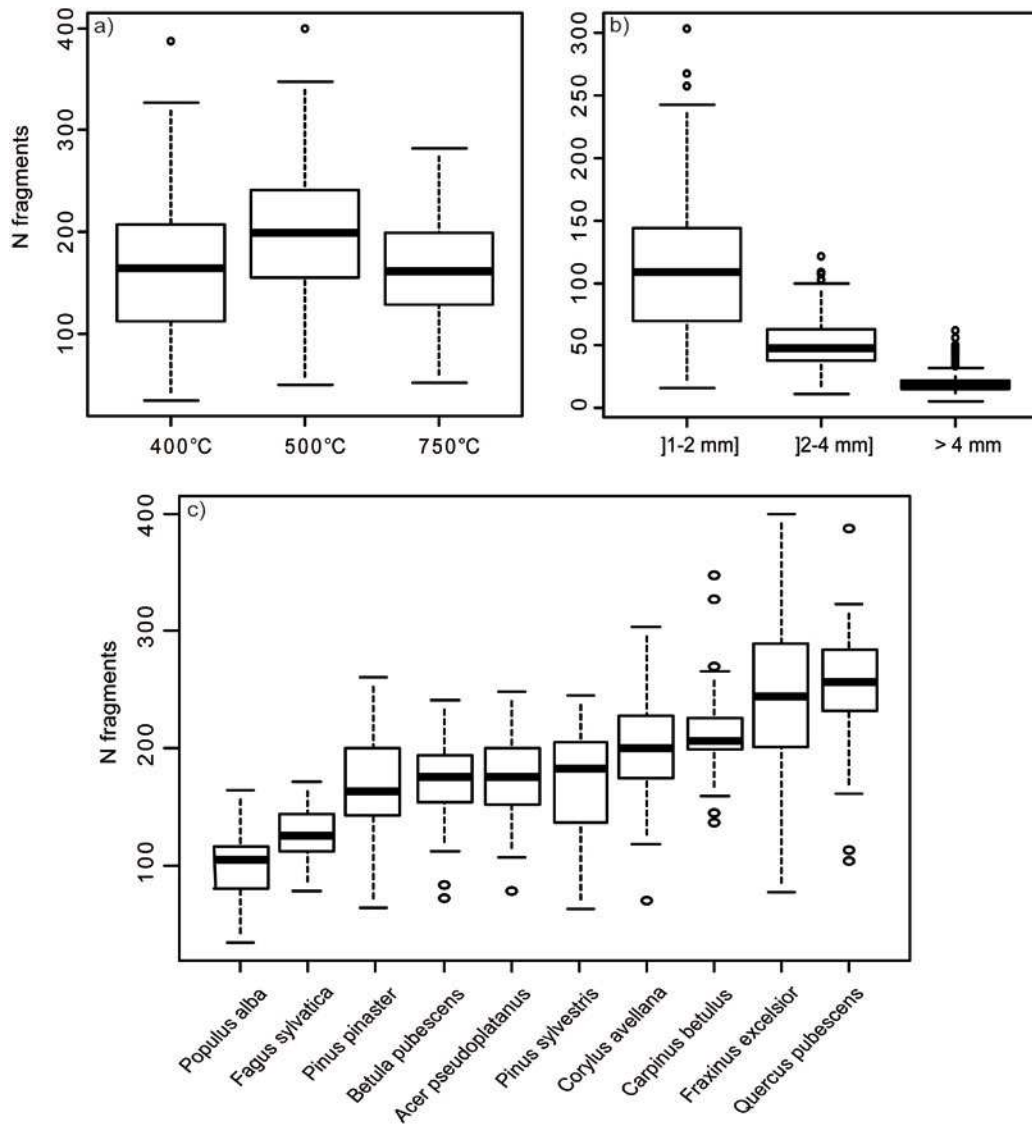 a)
N fragments
400
300
200
100
400°C 500°C 750°C
b)
300
250
200
150
100
50
0
]1-2 mm] ]2-4 mm] > 4 mm
c)
N fragments
400
300
200
100
Populus alba
Fagus sylvatica
Pinus pinaster
Betula pubescens
Acer pseudoplatanus
Pinus sylvestris
Corylus avellana
Carpinus betulus
Fraxinus excelsior
Quercus pubescens